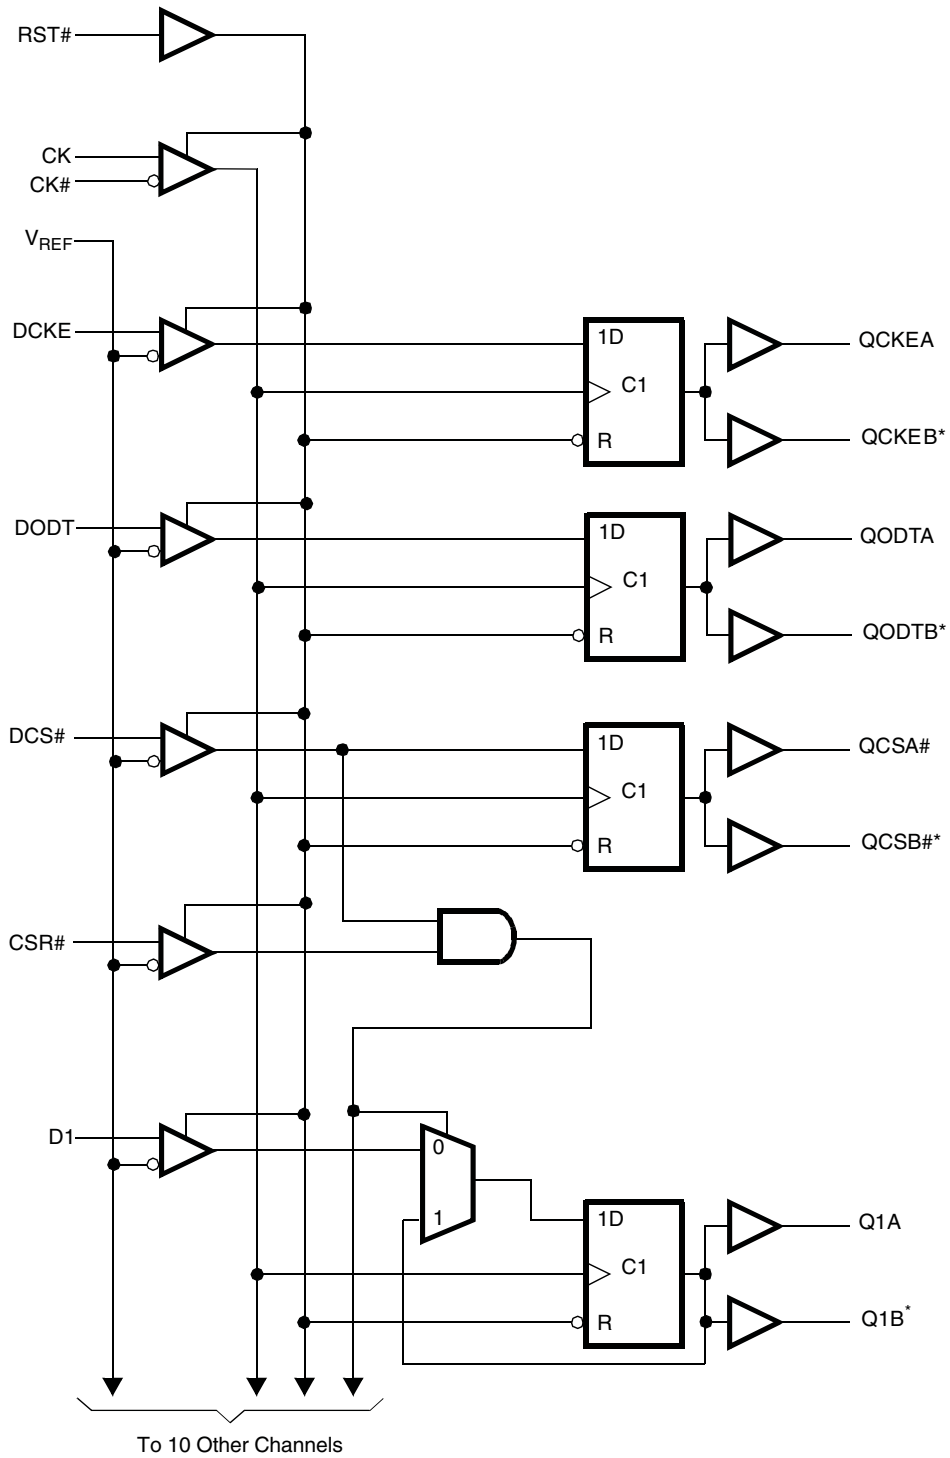 RST#
CK
CK#
VREF
DCKE
1D
C1
R
QCKEA
QCKEB*
DODT
1D
C1
R
QODTA
QODTB*
DCS#
1D
C1
R
QCSA#
QCSB#*
CSR#
D1
0
1
1D
C1
R
Q1A
Q1B*
To 10 Other Channels